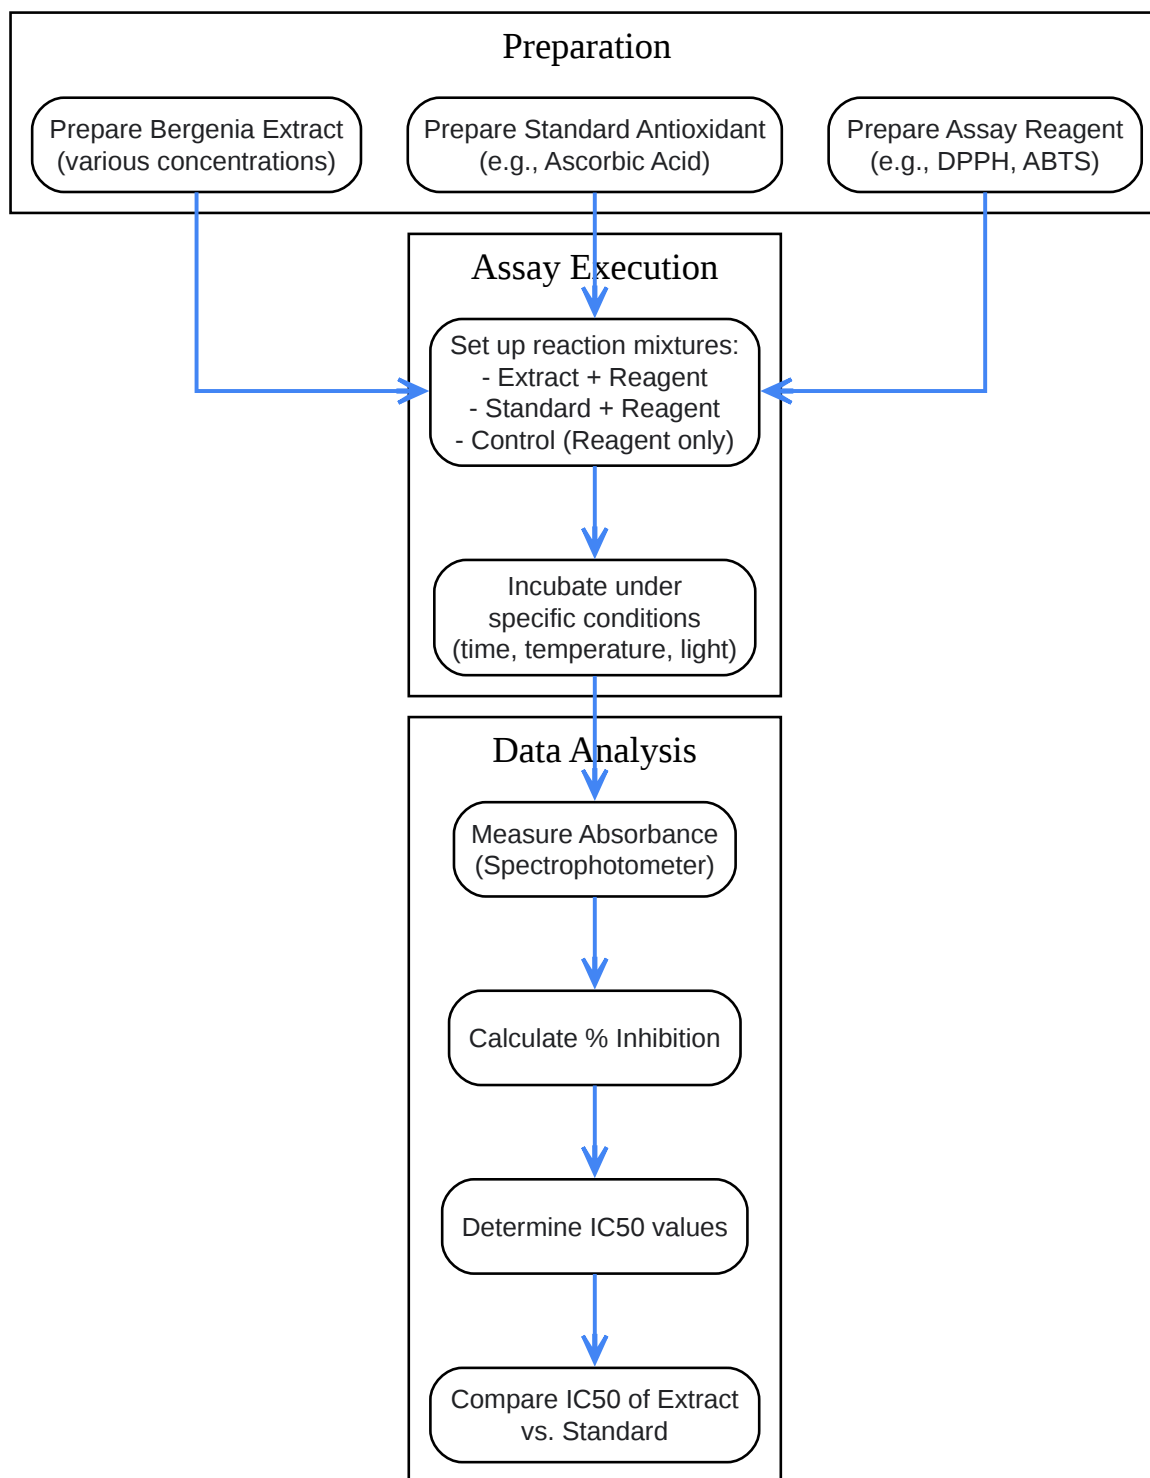 Preparation
Prepare Bergenia Extract
(various concentrations)
Prepare Standard Antioxidant
(e.g., Ascorbic Acid)
Prepare Assay Reagent
(e.g., DPPH, ABTS)
Assay Execution
Set up reaction mixtures:
- Extract + Reagent
- Standard + Reagent
- Control (Reagent only)
Incubate under
specific conditions
(time, temperature, light)
Data Analysis
Measure Absorbance
(Spectrophotometer)
Calculate % Inhibition
Determine IC50 values
Compare IC50 of Extract
vs. Standard